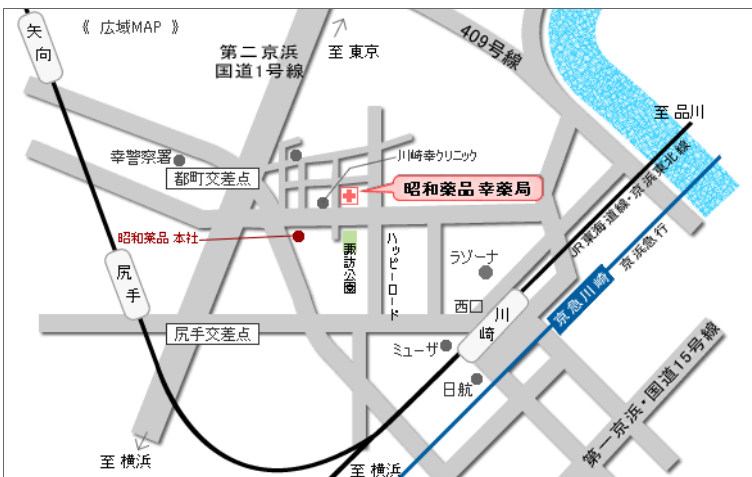 《 広域MAP 》
矢向
第二京浜
国道1号線
至 東京
409号線
至 品川
幸警察署
川崎幸クリニック
都町交差点
昭和薬品 幸薬局
JR東海道線・京浜東北線
京浜急行
昭和薬品 本社
諏訪公園
ハッピーロード
ラゾーナ
尻手
西口
川崎
京急川崎
尻手交差点
ミューザ
日航
第一京浜・国道15号線
至 横浜
至 横浜